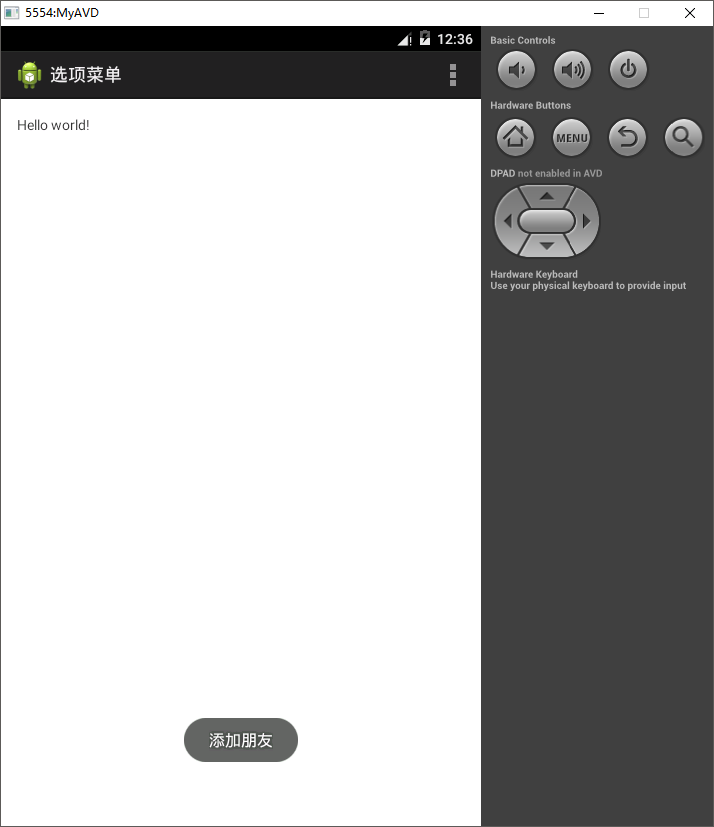 5554:MyAVD
12:36
选项菜单
Hello world!
添加朋友
Basic Controls
Hardware Buttons
MENU
DPAD not enabled in AVD
Hardware Keyboard
Use your physical keyboard to provide input